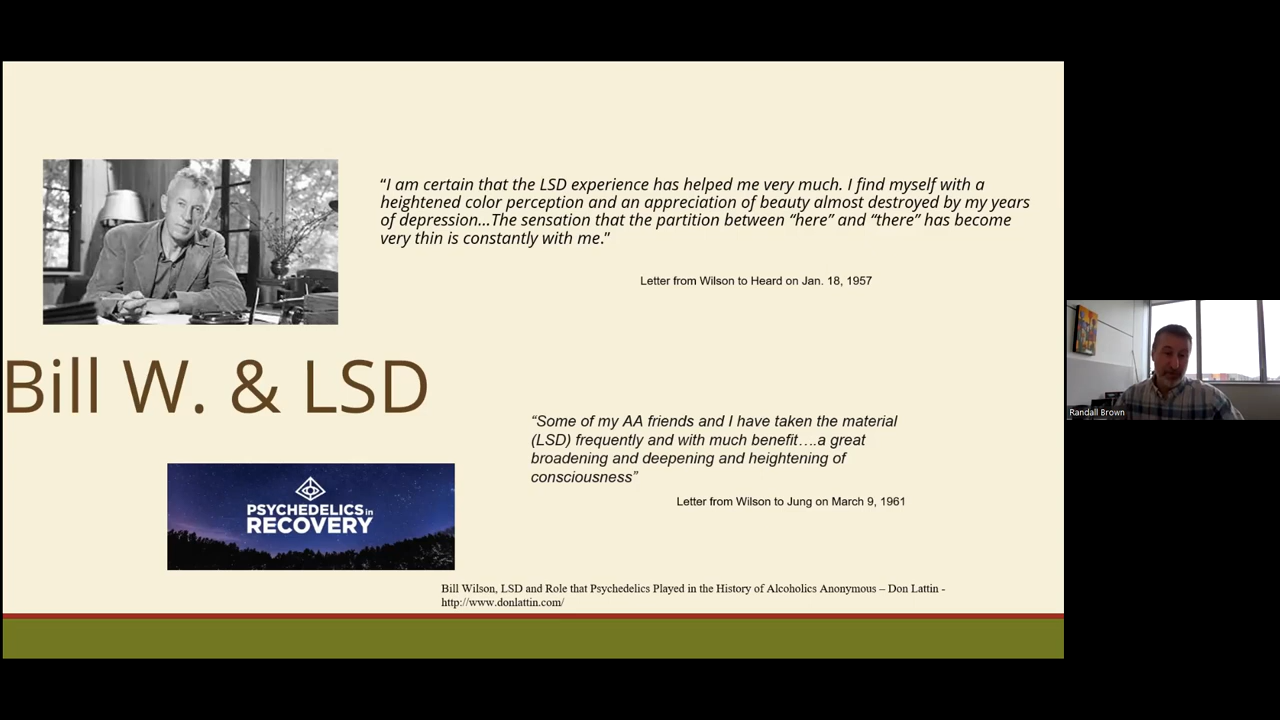 “I am certain that the LSD experience has helped me very much. I find myself with a
heightened color perception and an appreciation of beauty almost destroyed by my years
of depression…The sensation that the partition between “here” and “there” has become
very thin is constantly with me.”
Letter from Wilson to Heard on Jan. 18, 1957
Bill W. & LSD
“Some of my AA friends and I have taken the material
(LSD) frequently and with much benefit….a great
broadening and deepening and heightening of
consciousness”
Letter from Wilson to Jung on March 9, 1961
PSYCHEDELICS in
RECOVERY
Bill Wilson, LSD and Role that Psychedelics Played in the History of Alcoholics Anonymous – Don Lattin -
http://www.donlattin.com/
Randall Brown